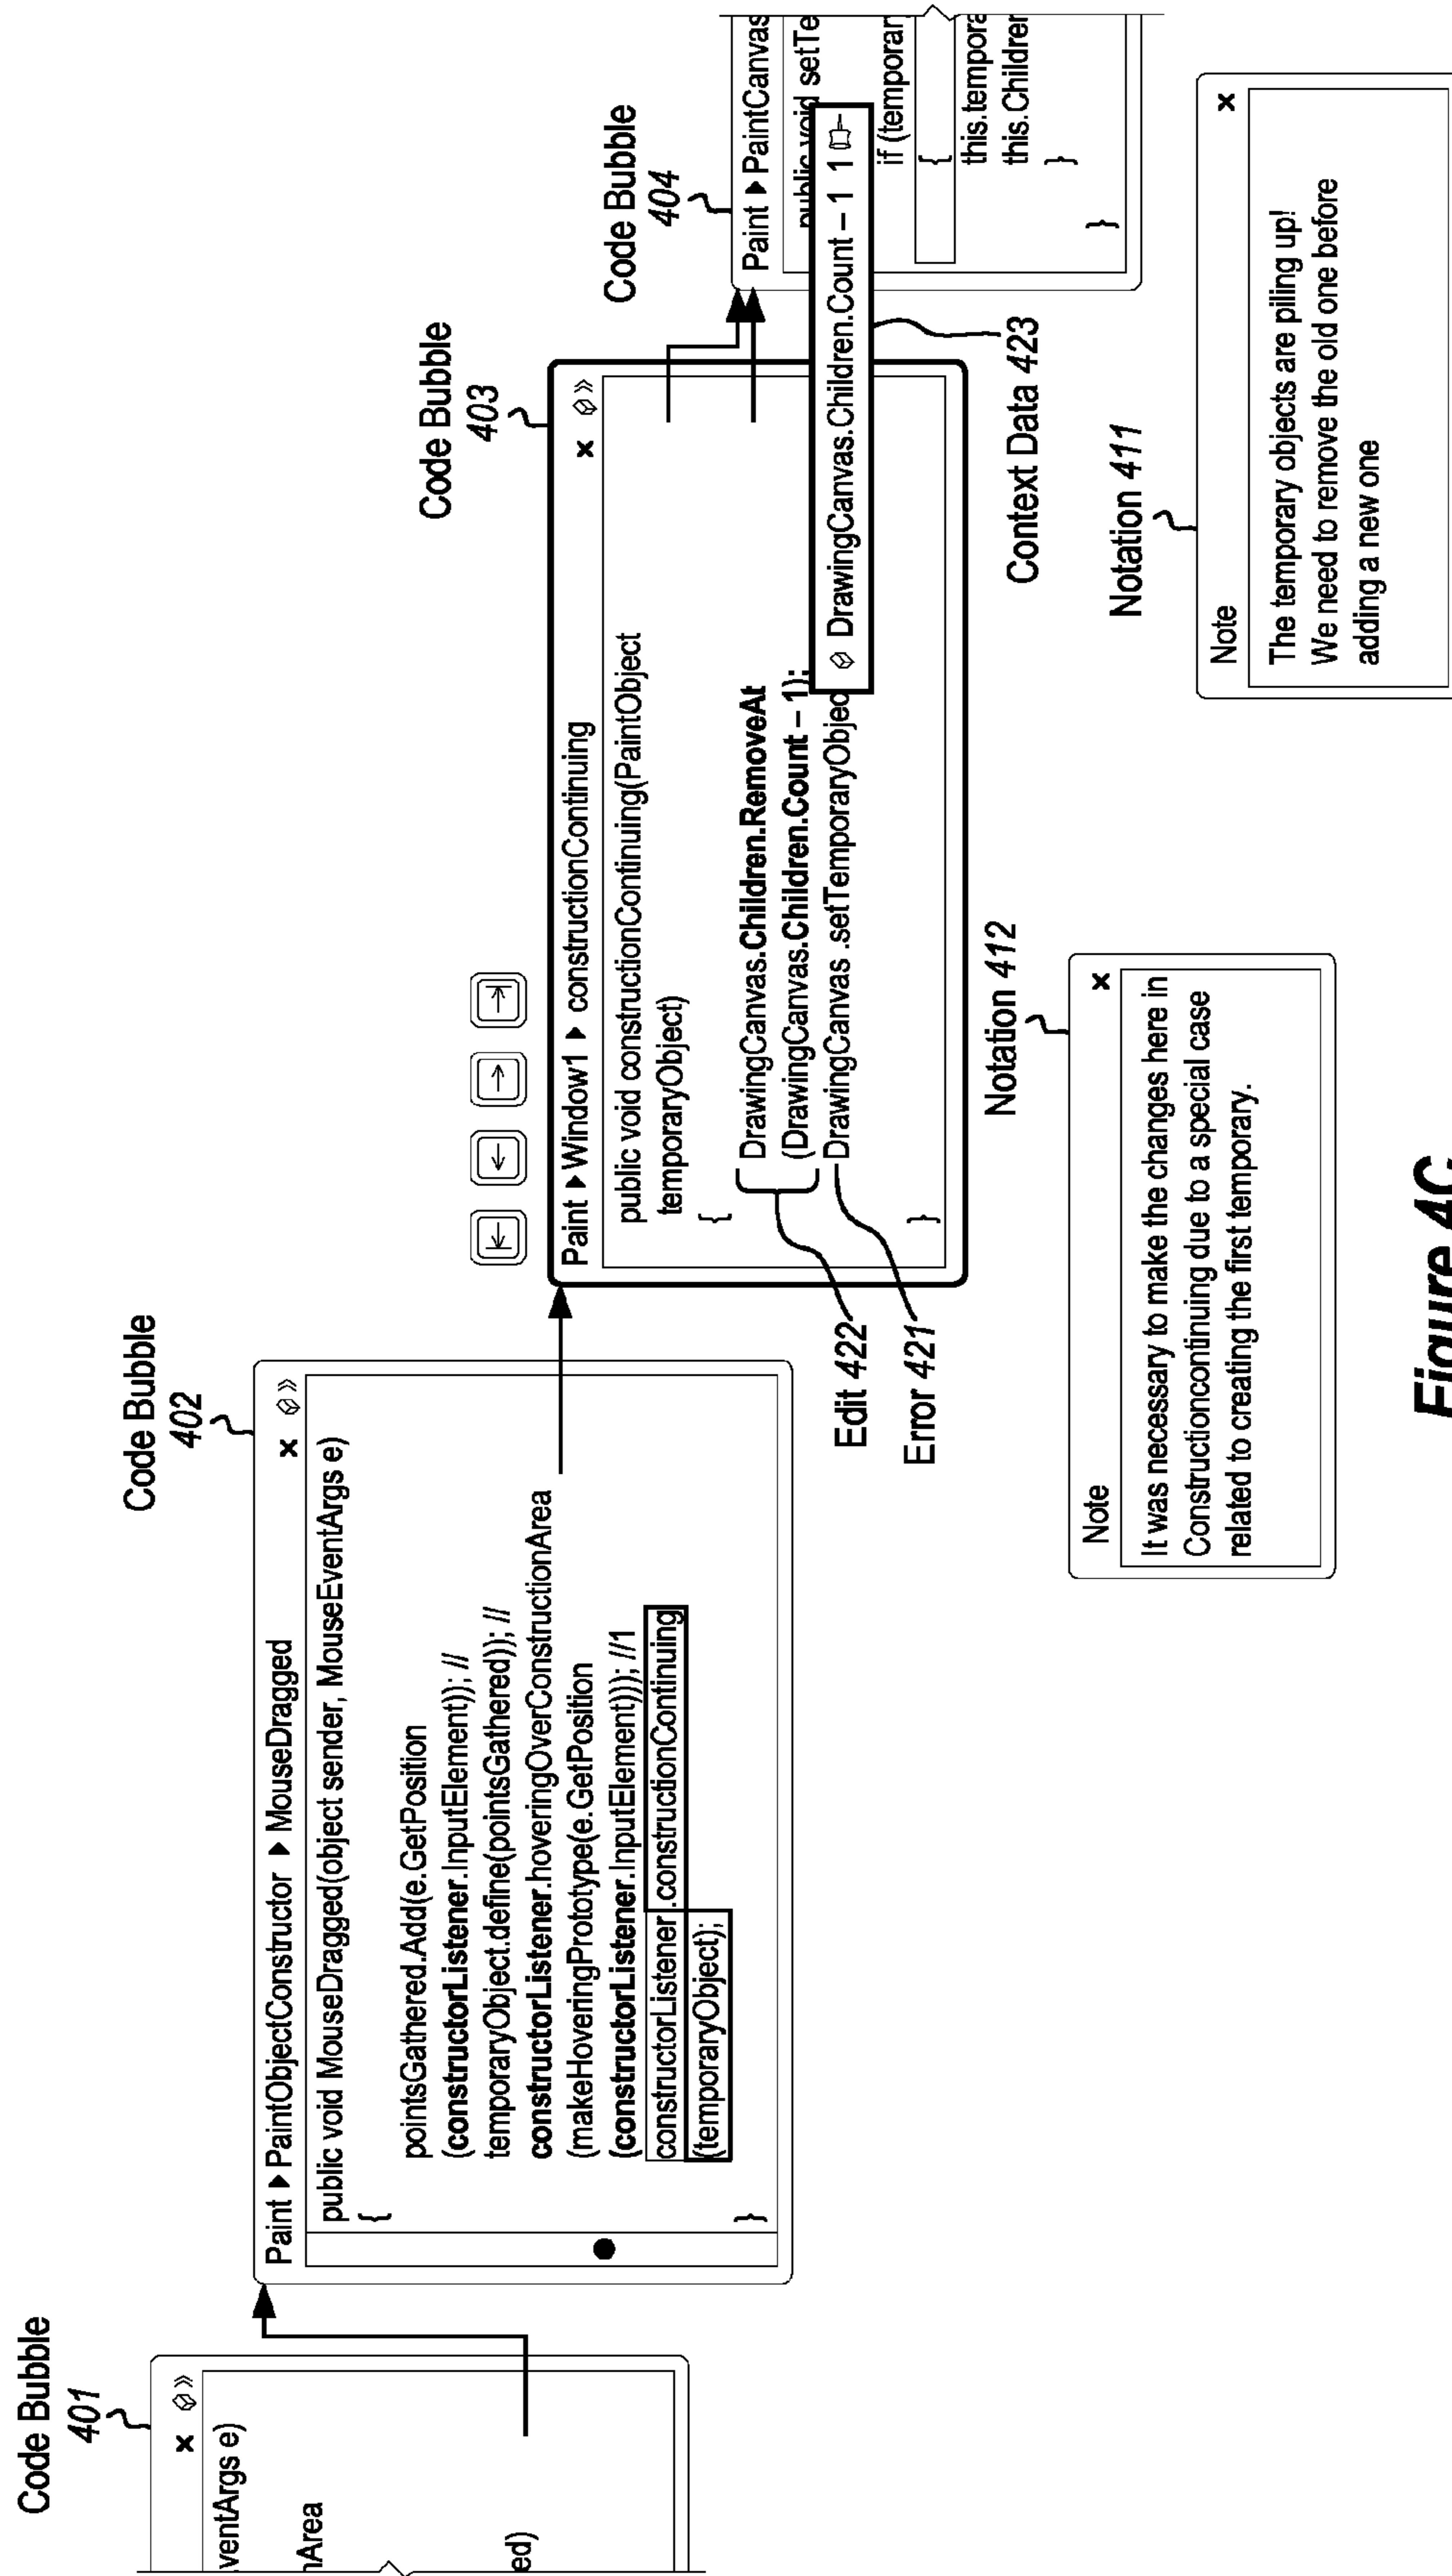 Code Bubble
401
ventArgs e)
nArea
ed)
Code Bubble
402
Paint ▸ PaintObjectConstructor ▸ MouseDragged
x
public void MouseDragged(object sender, MouseEventArgs e)
{
pointsGathered.Add(e.GetPosition
(constructorListener.InputElement)); //
temporaryObject.define(pointsGathered)); //
constructorListener.hoveringOverConstructionArea
(makeHoveringPrototype(e.GetPosition
(constructorListener.InputElement))); //1
constructorListener.constructionContinuing
(temporaryObject);
}
Code Bubble
403
Paint ▸ Window1 ▸ constructionContinuing
x
public void constructionContinuing(PaintObject
temporaryObject)
{
DrawingCanvas.Children.RemoveAt
(DrawingCanvas.Children.Count – 1);
DrawingCanvas .setTemporaryObjec
}
Edit 422
Error 421
DrawingCanvas.Children.Count – 1 1
Context Data 423
Code Bubble
404
Paint ▸ PaintCanvas
public void setTe
if (temporar
{
this.tempora
this.Children
}
}
Notation 412
Note x
It was necessary to make the changes here in
Constructioncontinuing due to a special case
related to creating the first temporary.
Notation 411
Note x
The temporary objects are piling up!
We need to remove the old one before
adding a new one
Figure 4C